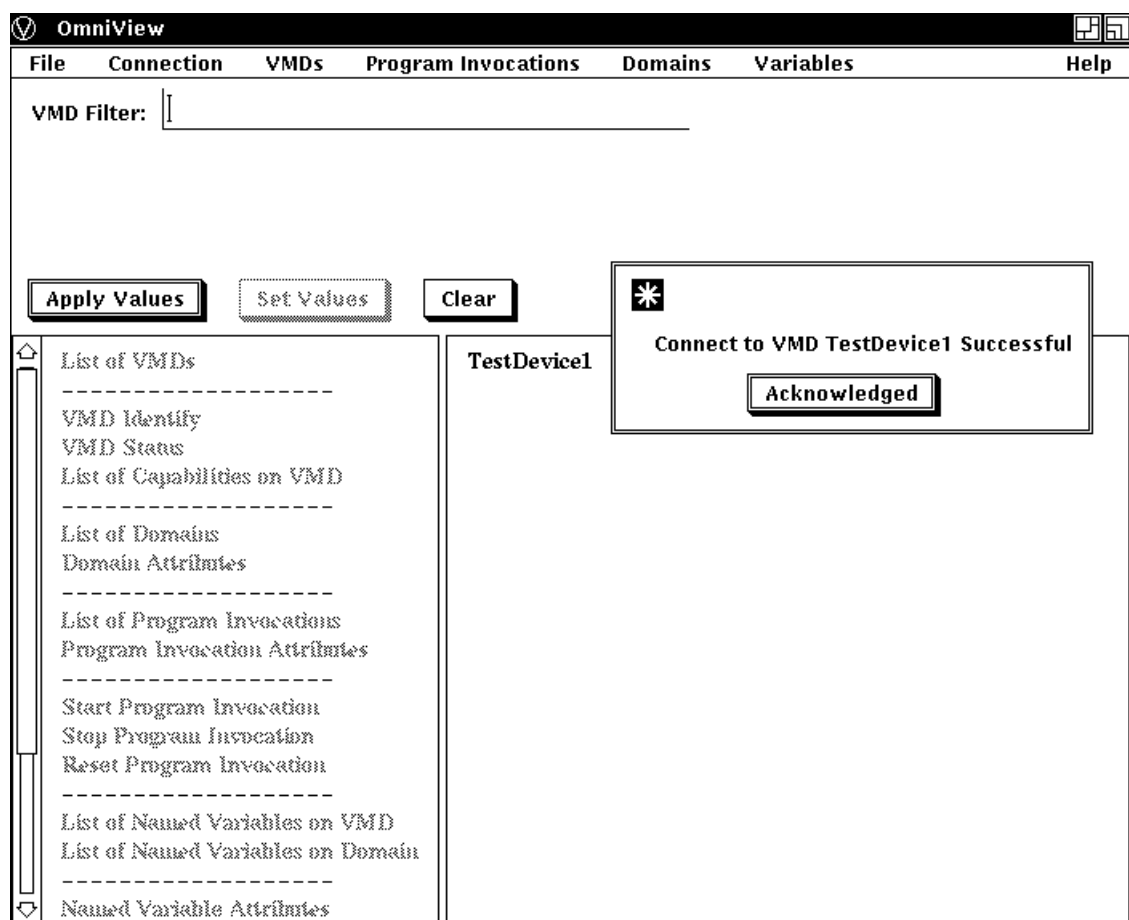 OmniView
File Connection VMDs Program Invocations Domains Variables Help
VMD Filter:
Apply Values Set Values Clear
Connect to VMD TestDevice1 Successful
Acknowledged
List of VMDs
--------------------
VMD Identify
VMD Status
List of Capabilities on VMD
--------------------
List of Domains
Domain Attributes
--------------------
List of Program Invocations
Program Invocation Attributes
--------------------
Start Program Invocation
Stop Program Invocation
Reset Program Invocation
--------------------
List of Named Variables on VMD
List of Named Variables on Domain
--------------------
Named Variable Attributes
TestDevice1